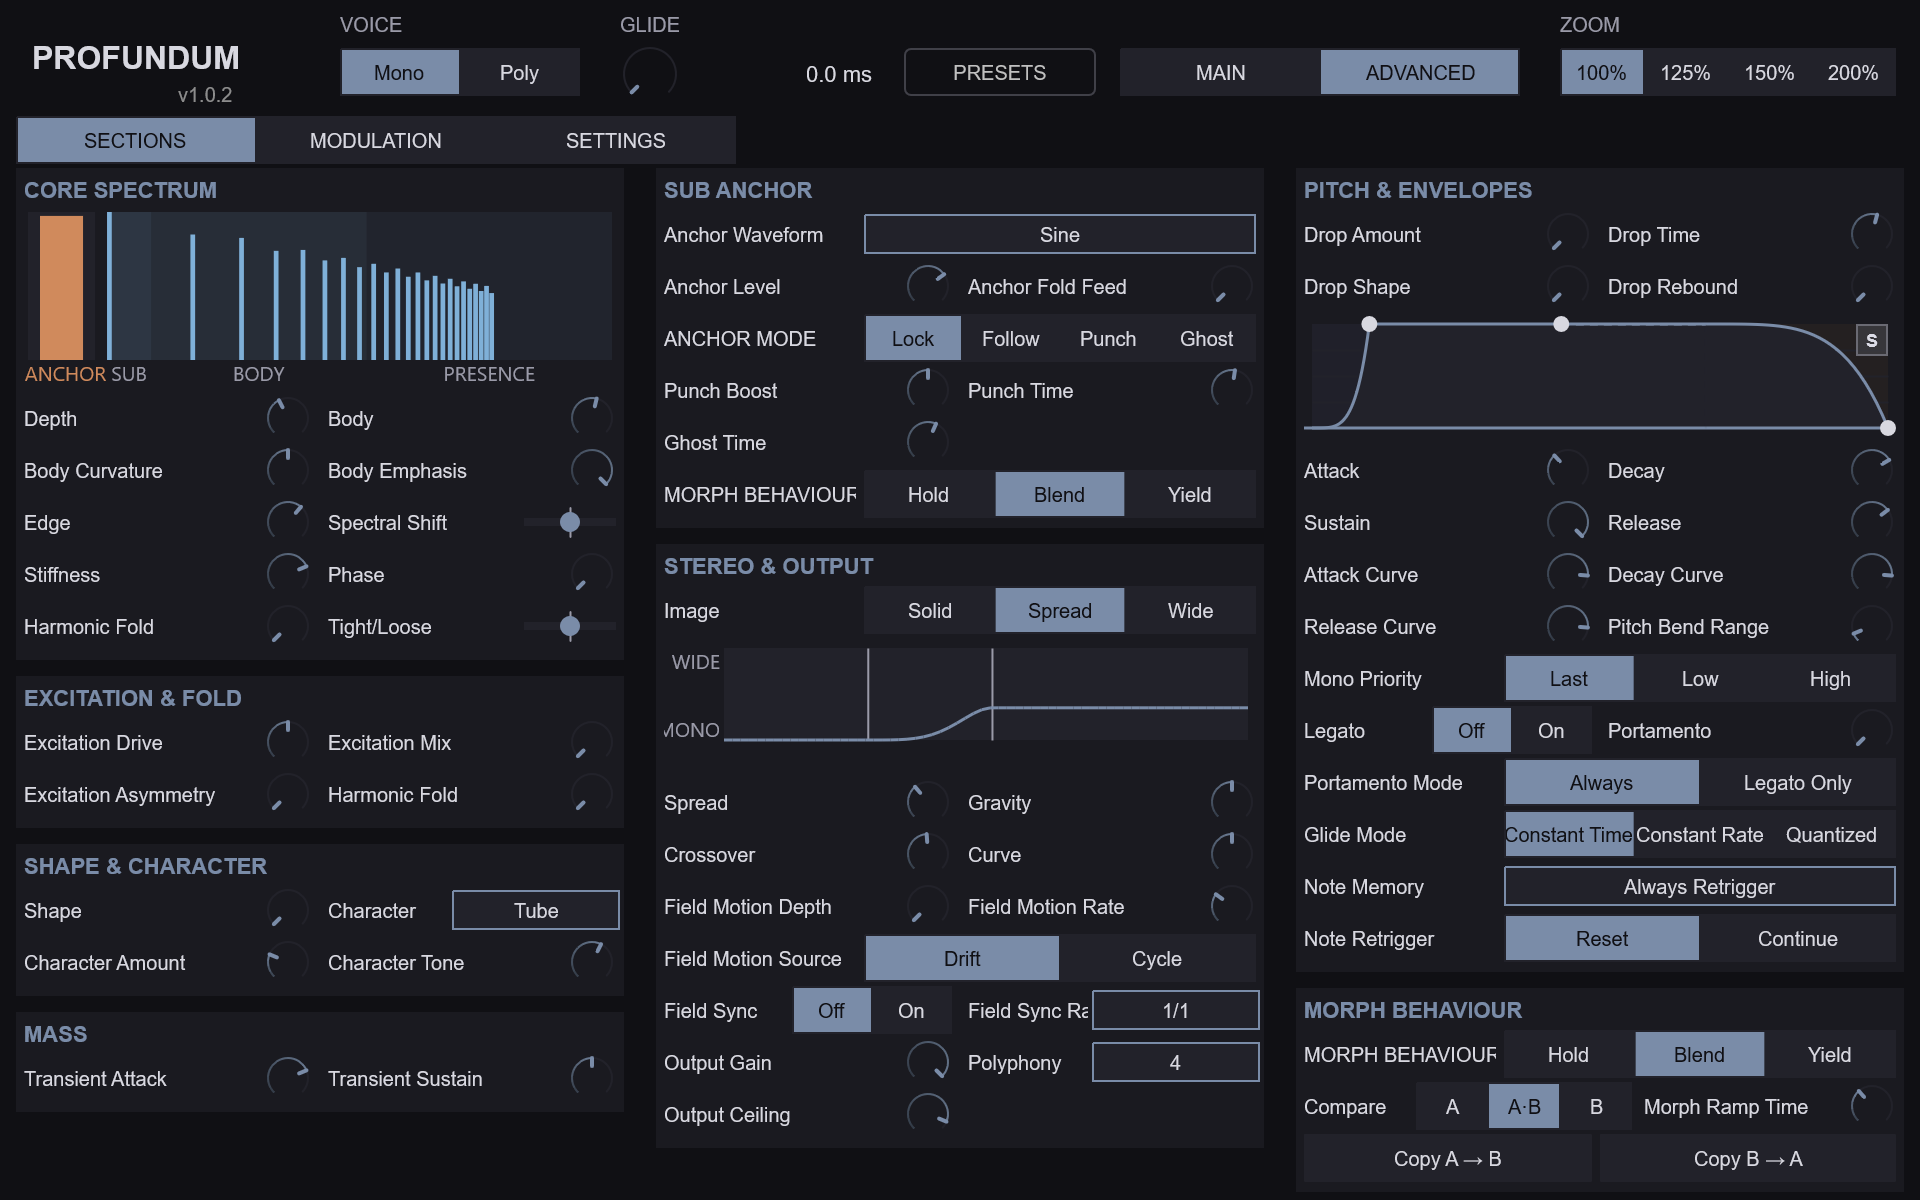 PROFUNDUM
v1.0.2
VOICE
Mono Poly
GLIDE
0.0 ms
PRESETS
MAIN ADVANCED
ZOOM
100% 125% 150% 200%
SECTIONS MODULATION SETTINGS
CORE SPECTRUM
ANCHOR SUB BODY PRESENCE
Depth Body
Body Curvature Body Emphasis
Edge Spectral Shift
Stiffness Phase
Harmonic Fold Tight/Loose
EXCITATION & FOLD
Excitation Drive Excitation Mix
Excitation Asymmetry Harmonic Fold
SHAPE & CHARACTER
Shape Character Tube
Character Amount Character Tone
MASS
Transient Attack Transient Sustain
SUB ANCHOR
Anchor Waveform Sine
Anchor Level Anchor Fold Feed
ANCHOR MODE Lock Follow Punch Ghost
Punch Boost Punch Time
Ghost Time
MORPH BEHAVIOUR Hold Blend Yield
STEREO & OUTPUT
Image Solid Spread Wide
WIDE
MONO
Spread Gravity
Crossover Curve
Field Motion Depth Field Motion Rate
Field Motion Source Drift Cycle
Field Sync Off On Field Sync Ra 1/1
Output Gain Polyphony 4
Output Ceiling
PITCH & ENVELOPES
Drop Amount Drop Time
Drop Shape Drop Rebound
S
Attack Decay
Sustain Release
Attack Curve Decay Curve
Release Curve Pitch Bend Range
Mono Priority Last Low High
Legato Off On Portamento
Portamento Mode Always Legato Only
Glide Mode Constant Time Constant Rate Quantized
Note Memory Always Retrigger
Note Retrigger Reset Continue
MORPH BEHAVIOUR
MORPH BEHAVIOUR Hold Blend Yield
Compare A A·B B Morph Ramp Time
Copy A → B Copy B → A